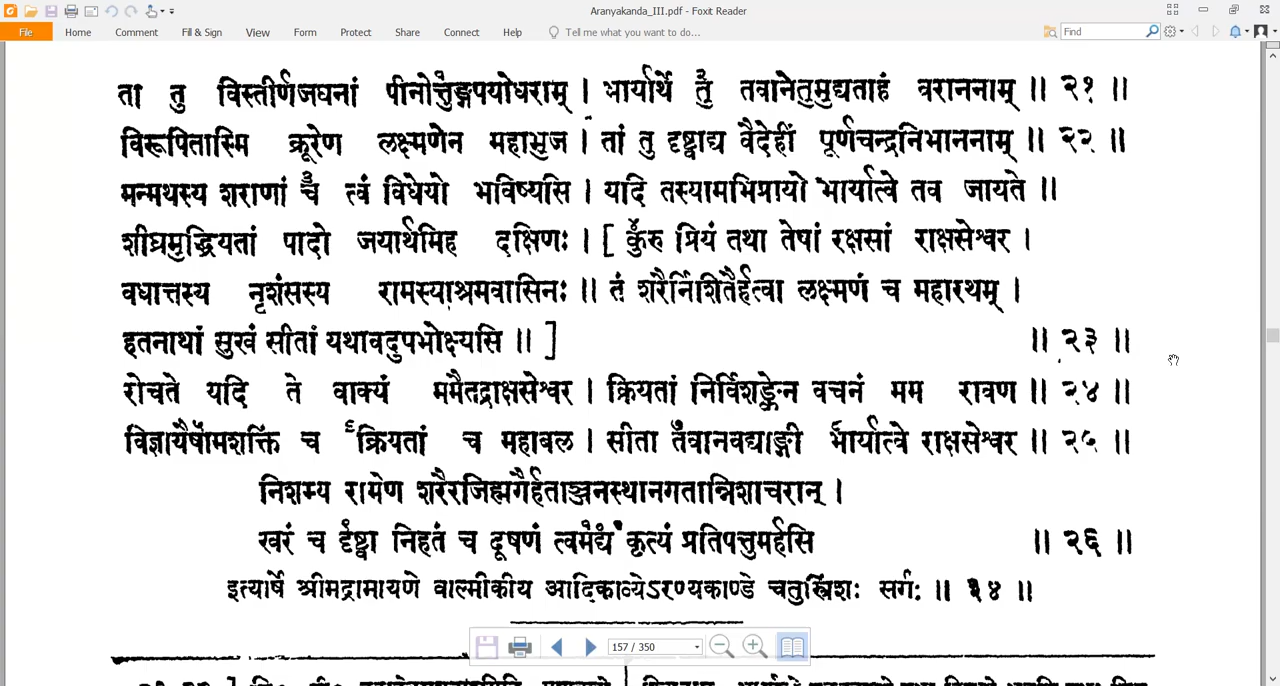 Aranyakanda_III.pdf - Foxit Reader
File Home Comment Fill & Sign View Form Protect Share Connect Help Tell me what you want to do... Find
तां तु विस्तीर्णजघनां पीनोत्तुङ्गपयोधराम् । भार्यार्थे तु तवानेतुमुद्यताहं वराननाम् ॥ २१ ॥
विरूपितास्मि क्रूरेण लक्ष्मणेन महाभुज । तां तु दृष्ट्वाद्य वैदेहीं पूर्णचन्द्रनिभाननाम् ॥ २२ ॥
मन्मथस्य शराणां च त्वं विधेयो भविष्यसि । यदि तस्यामभिप्रायो भार्यात्वे तव जायते ॥
शीघ्रमुद्ध्रियतां पादो जयार्थमिह दक्षिणः । [ कुरु प्रियं तथा तेषां रक्षसां राक्षसेश्वर ।
वधात्तस्य नृशंसस्य रामस्याश्रमवासिनः ॥ तं शरैर्निशितैर्हत्वा लक्ष्मणं च महारथम् ।
हतनाथां सुखं सीतां यथावदुपभोक्ष्यसि ॥ ] ॥ २३ ॥
रोचते यदि ते वाक्यं ममैतद्राक्षसेश्वर । क्रियतां निर्विशङ्केन वचनं मम रावण ॥ २४ ॥
विज्ञायैषामशक्तिं च क्रियतां च महाबल । सीता तवानवद्याङ्गी भार्यात्वे राक्षसेश्वर ॥ २५ ॥
निशम्य रामेण शरैरजिह्मगैर्हताञ्जनस्थानगतान्निशाचरान् ।
खरं च दृष्ट्वा निहतं च दूषणं त्वमद्य कृत्यं प्रतिपत्तुमर्हसि ॥ २६ ॥
इत्यार्षे श्रीमद्रामायणे वाल्मीकीय आदिकाव्येऽरण्यकाण्डे चतुस्त्रिंशः सर्गः ॥ ३४ ॥
157 / 350